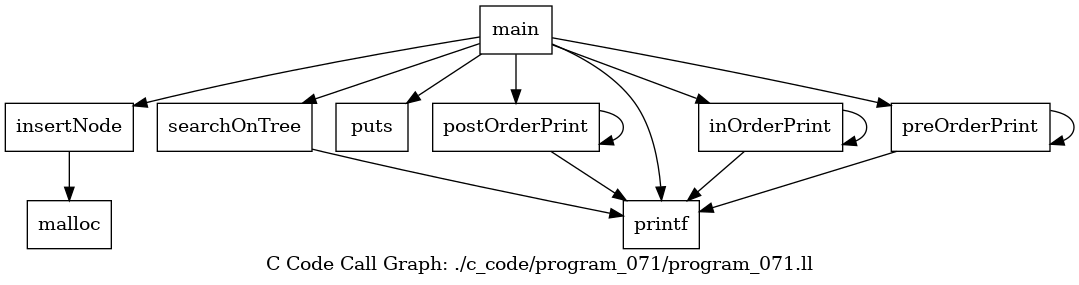 main
insertNode
searchOnTree
puts
postOrderPrint
inOrderPrint
preOrderPrint
malloc
printf
C Code Call Graph: ./c_code/program_071/program_071.ll